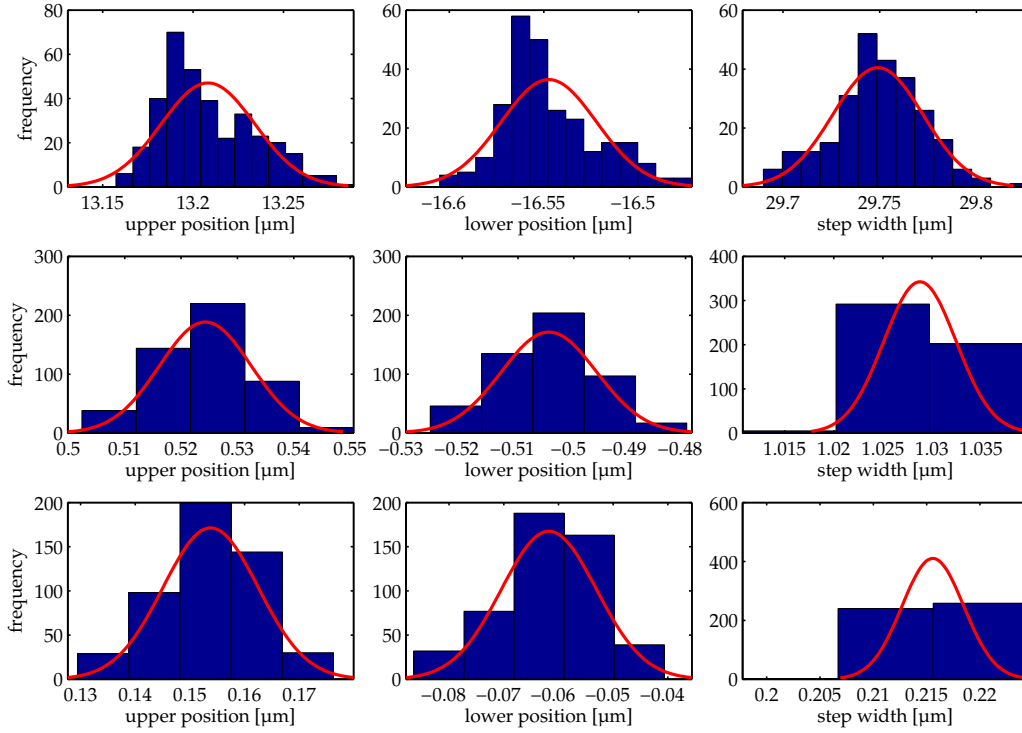 80
60
40
20
0
frequency
13.15 13.2 13.25
upper position [µm]
60
40
20
0
−16.6 −16.55 −16.5
lower position [µm]
60
40
20
0
29.7 29.75 29.8
step width [µm]
300
200
100
0
frequency
0.5 0.51 0.52 0.53 0.54 0.55
upper position [µm]
300
200
100
0
−0.53 −0.52 −0.51 −0.5 −0.49 −0.48
lower position [µm]
400
300
200
100
0
1.015 1.02 1.025 1.03 1.035
step width [µm]
200
150
100
50
0
frequency
0.13 0.14 0.15 0.16 0.17
upper position [µm]
200
150
100
50
0
−0.08 −0.07 −0.06 −0.05 −0.04
lower position [µm]
600
400
200
0
0.2 0.205 0.21 0.215 0.22
step width [µm]